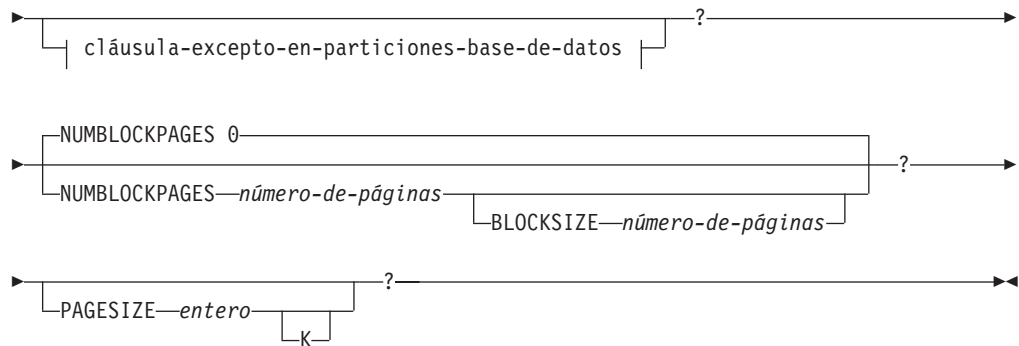 ?
cláusula-excepto-en-particiones-base-de-datos
NUMBLOCKPAGES 0
?
NUMBLOCKPAGES número-de-páginas
BLOCKSIZE número-de-páginas
?
PAGESIZE entero
K